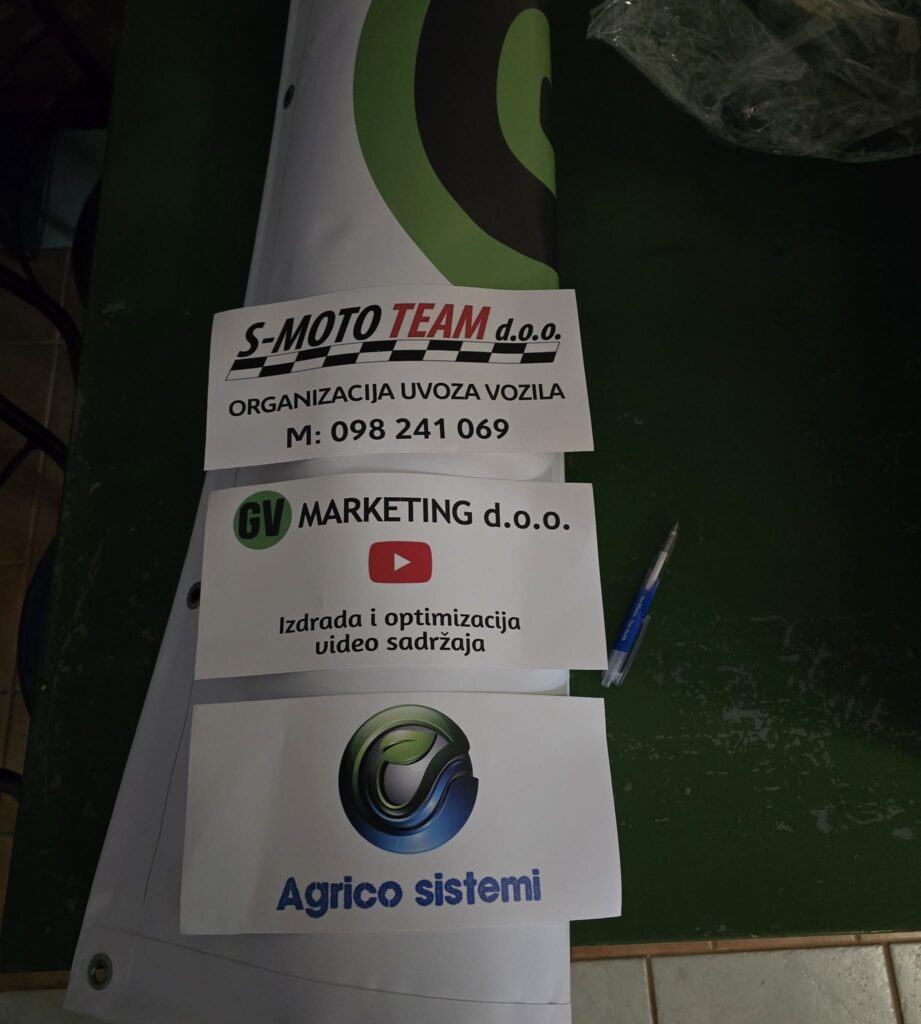 S-MOTO TEAM d.o.o.
ORGANIZACIJA UVOZA VOZILA
M: 098 241 069
GV MARKETING d.o.o.
Izdrada i optimizacija
video sadržaja
Agrico sistemi